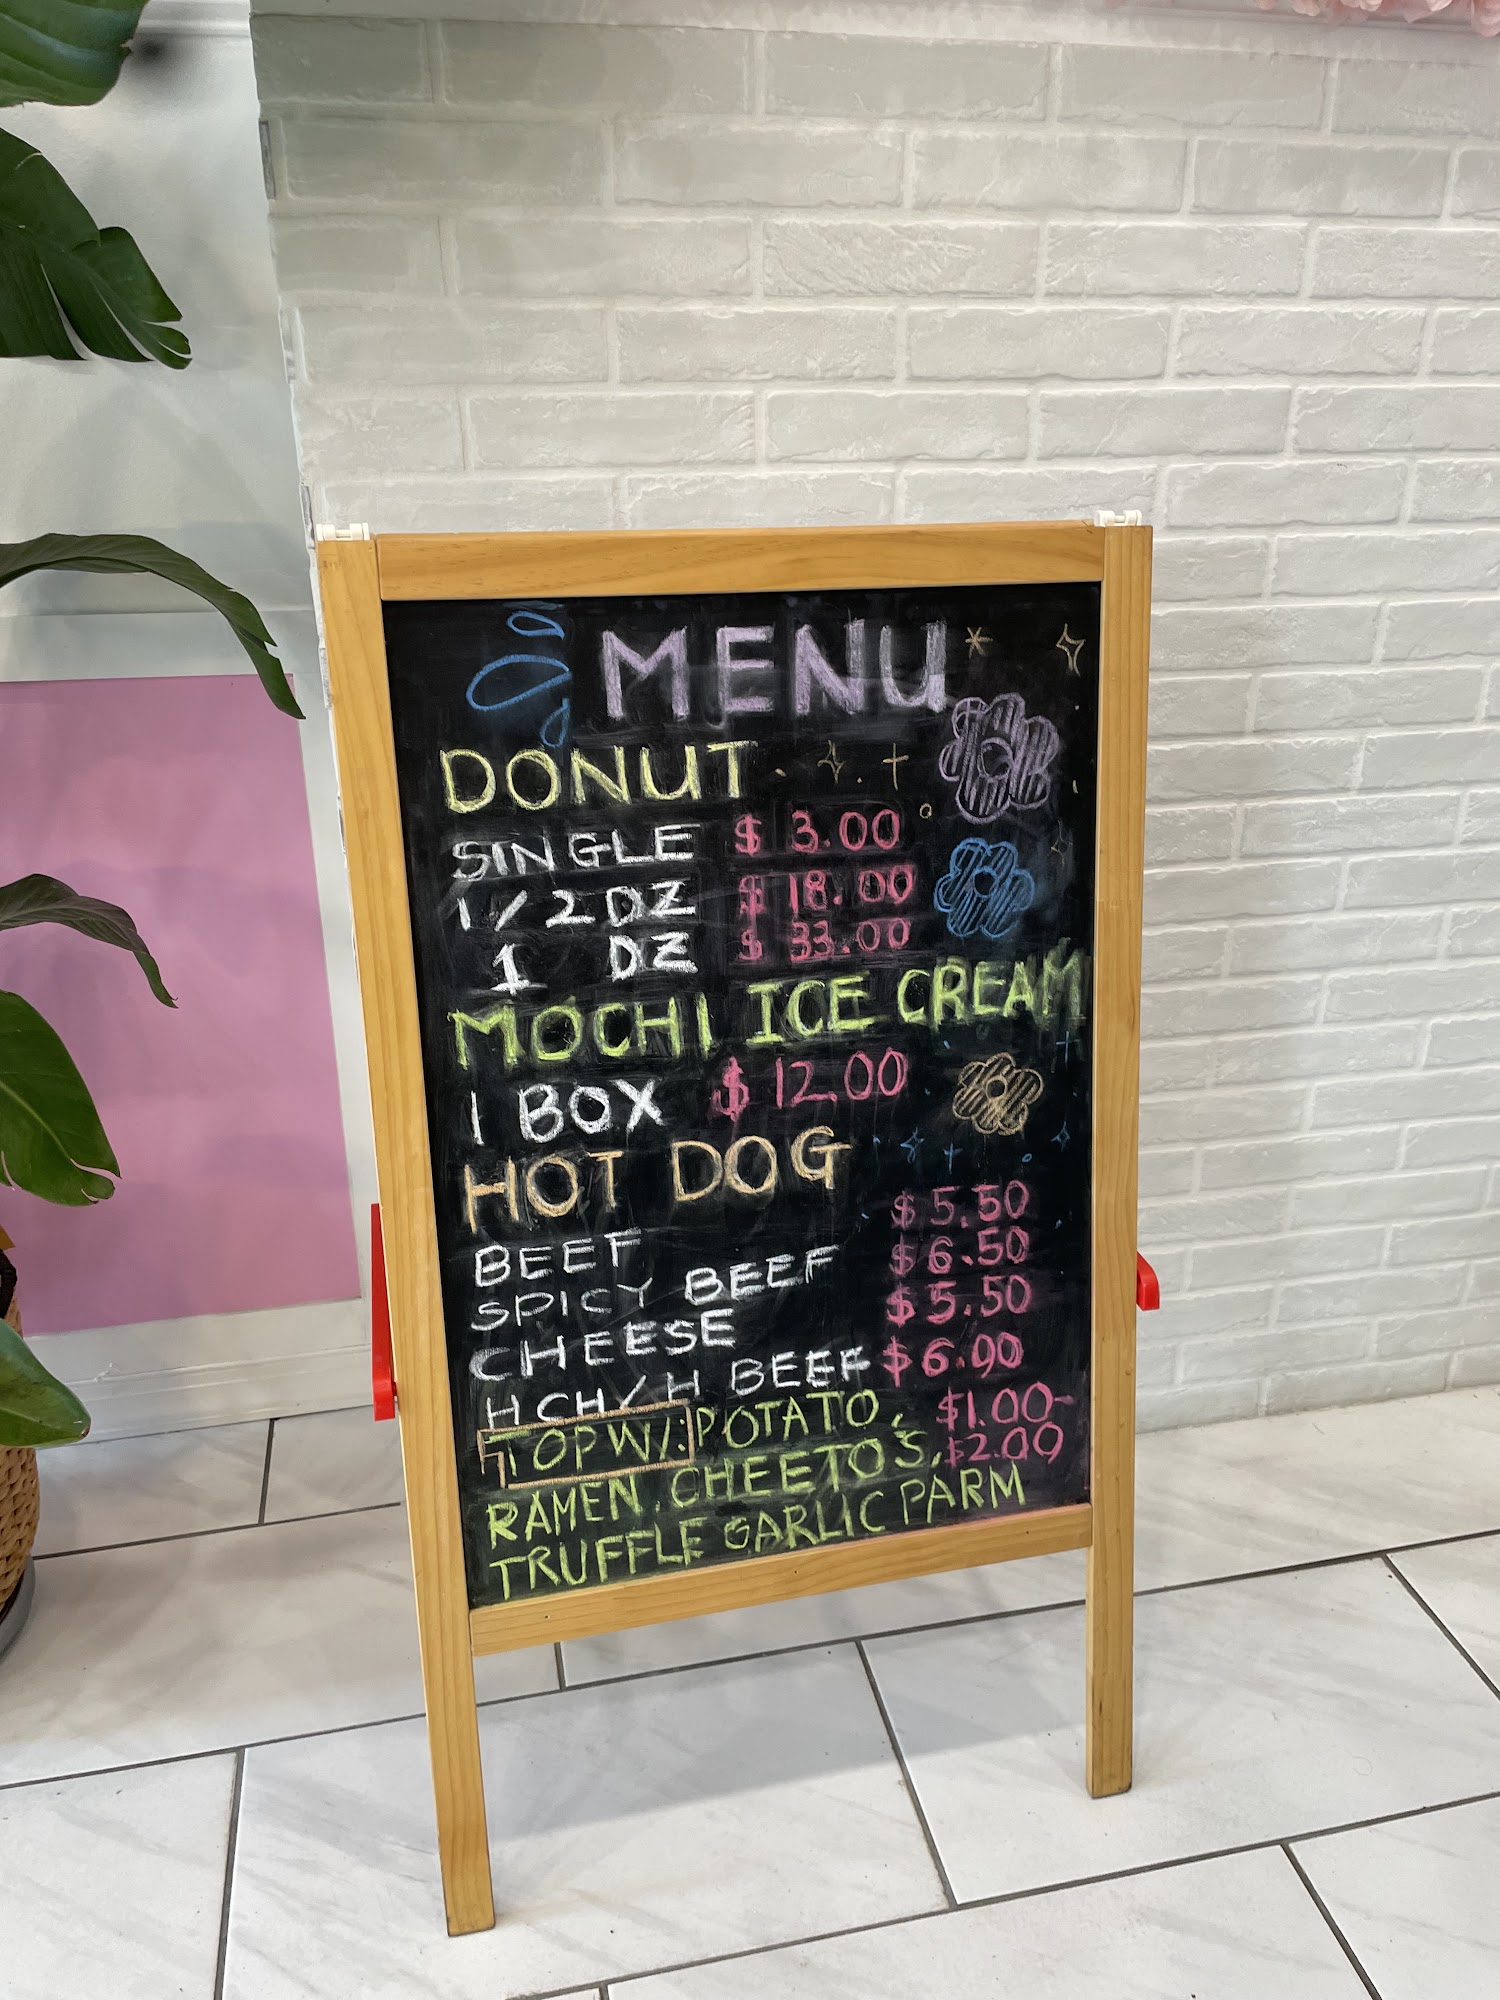 MENU
DONUT
SINGLE $ 3.00
1/2 DZ $ 18.00
1 DZ $ 33.00
MOCHI ICE CREAM
1 BOX $ 12.00
HOT DOG
BEEF $ 5.50
SPICY BEEF $ 6.50
CHEESE $ 5.50
H CH/H BEEF $ 6.00
TOP W/: POTATO, $1.00-
RAMEN, CHEETO'S, $2.00
TRUFFLE GARLIC PARM